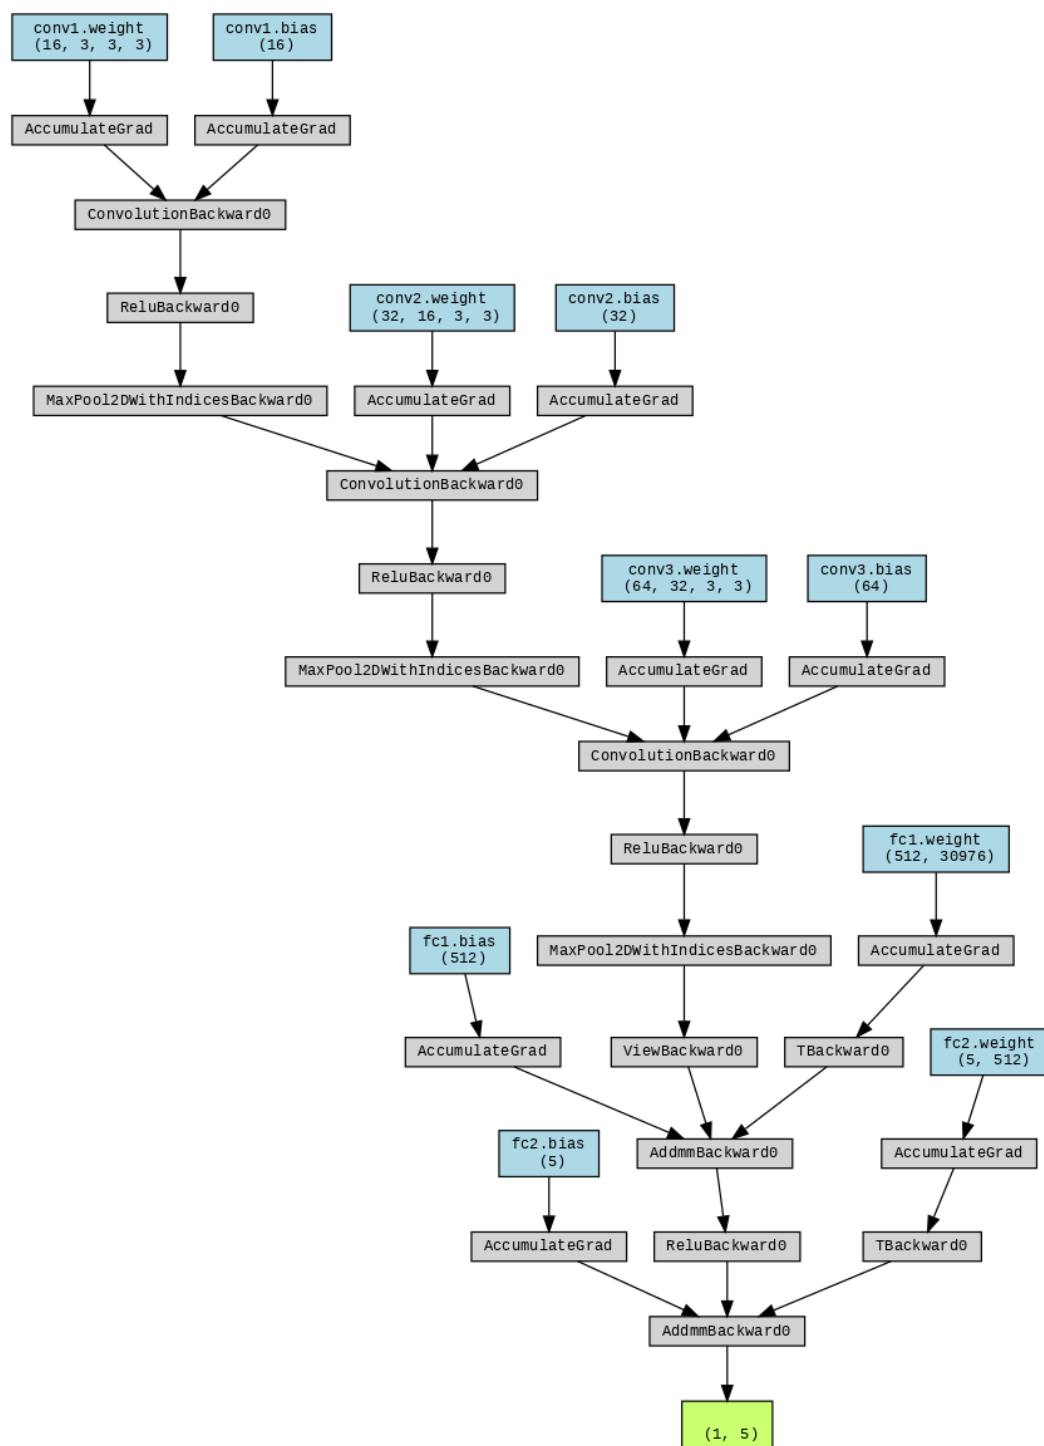 conv1.weight
(16, 3, 3, 3)
conv1.bias
(16)
AccumulateGrad
AccumulateGrad
ConvolutionBackward0
ReluBackward0
conv2.weight
(32, 16, 3, 3)
conv2.bias
(32)
MaxPool2DWithIndicesBackward0
AccumulateGrad
AccumulateGrad
ConvolutionBackward0
ReluBackward0
conv3.weight
(64, 32, 3, 3)
conv3.bias
(64)
MaxPool2DWithIndicesBackward0
AccumulateGrad
AccumulateGrad
ConvolutionBackward0
ReluBackward0
fc1.weight
(512, 30976)
fc1.bias
(512)
MaxPool2DWithIndicesBackward0
AccumulateGrad
AccumulateGrad
ViewBackward0
TBackward0
fc2.weight
(5, 512)
fc2.bias
(5)
AddmmBackward0
AccumulateGrad
AccumulateGrad
ReluBackward0
TBackward0
AddmmBackward0
(1, 5)